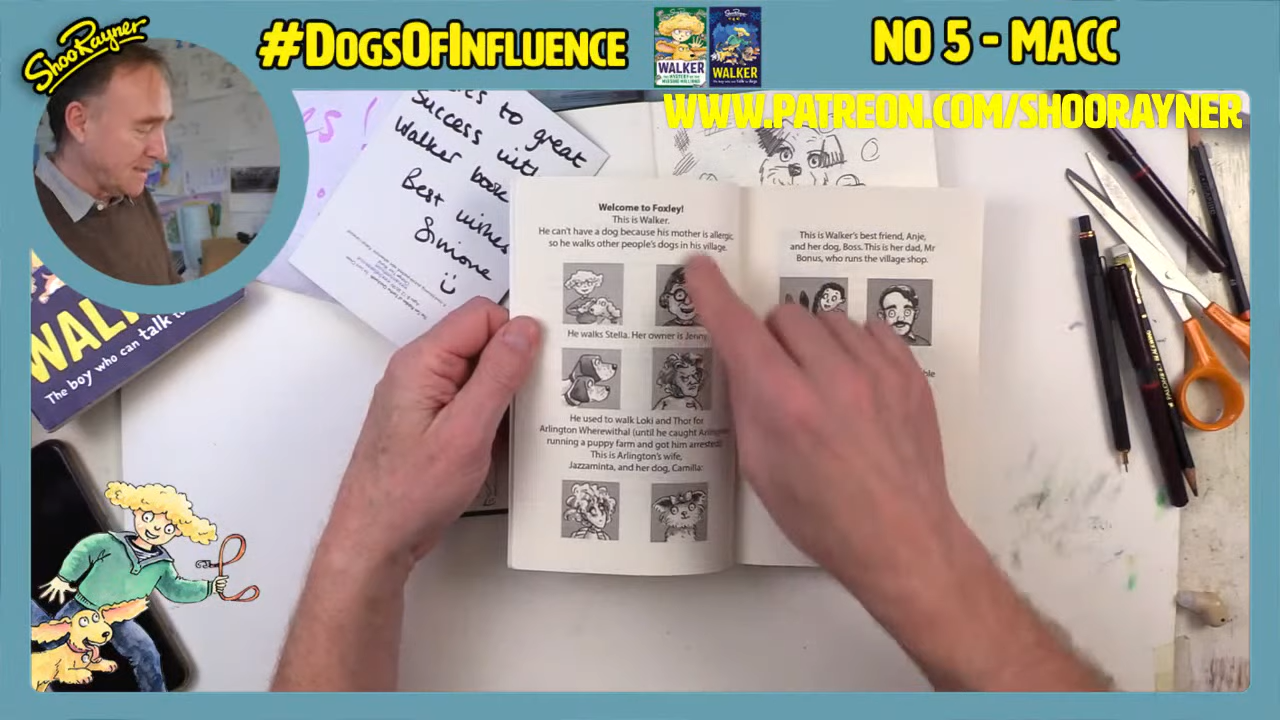 Shoo Rayner
#DOGSOFINFLUENCE
WALKER
WALKER
NO 5 - MACC
WWW.PATREON.COM/SHOORAYNER
to great
Success with
Walker book
Best wishes
Simone
Welcome to Foxley!
This is Walker.
He can't have a dog because his mother is allergic
so he walks other people's dogs in his village.
He walks Stella. Her owner is Jenny
He used to walk Loki and Thor for
Arlington Wherewithal (until he caught Arlington
running a puppy farm and got him arrested)
This is Arlington's wife,
Jazzaminta, and her dog, Camilla:
This is Walker's best friend, Anje,
and her dog, Boss. This is her dad, Mr
Bonus, who runs the village shop.
The boy who can talk